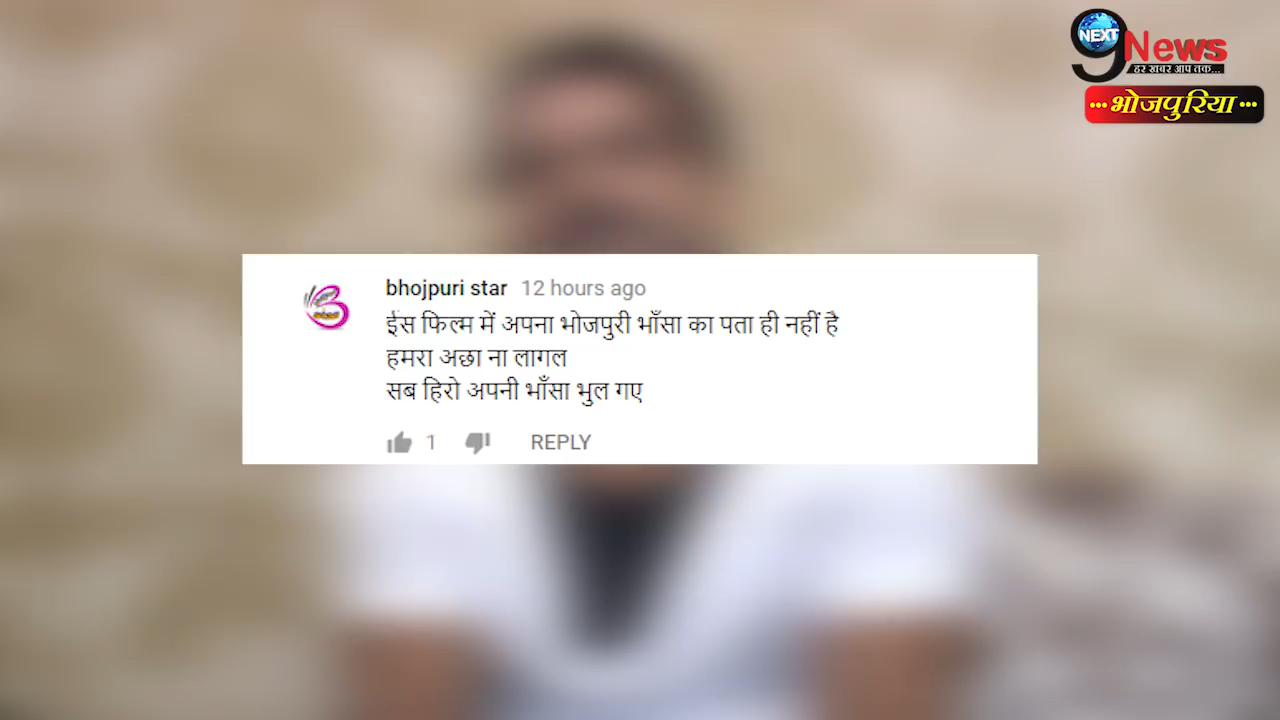 NEXT
9 News
हर खबर आप तक...
...भोजपुरिया...
bhojpuri star 12 hours ago
ईस फिल्म में अपना भोजपुरी भाँसा का पता ही नहीं है
हमरा अछा ना लागल
सब हिरो अपनी भाँसा भुल गए
1 REPLY